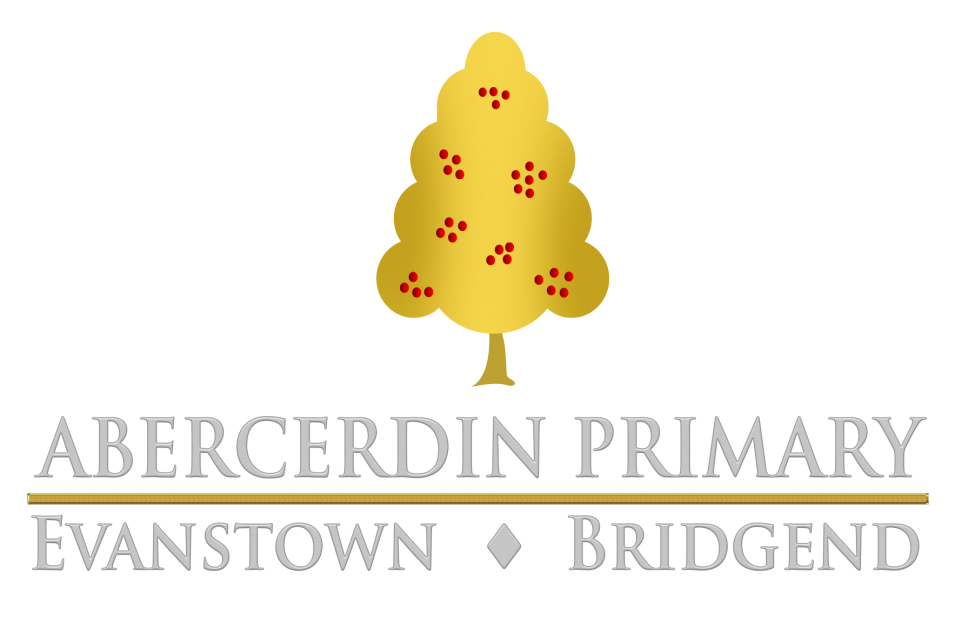 ABERCERDIN PRIMARY
EVANSTOWN ♦ BRIDGEND